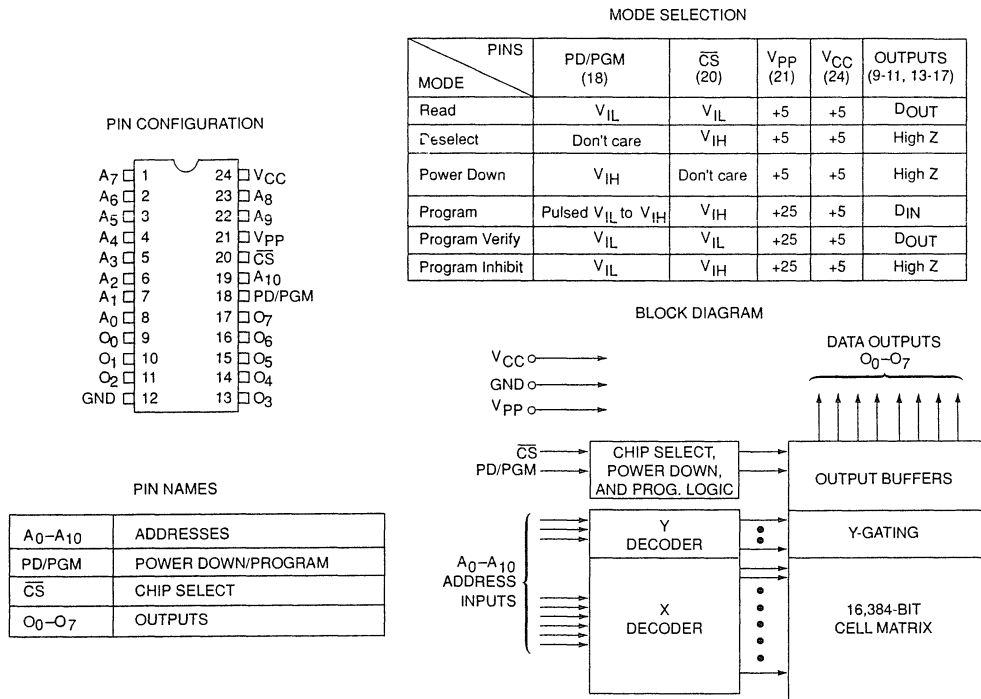 MODE SELECTION
PINS
MODE
PD/PGM
(18)
C̅S̅
(20)
VPP
(21)
VCC
(24)
OUTPUTS
(9-11, 13-17)
Read VIL VIL +5 +5 DOUT
Deselect Don't care VIH +5 +5 High Z
Power Down VIH Don't care +5 +5 High Z
Program Pulsed VIL to VIH VIH +25 +5 DIN
Program Verify VIL VIL +25 +5 DOUT
Program Inhibit VIL VIH +25 +5 High Z
PIN CONFIGURATION
A7 1 24 VCC
A6 2 23 A8
A5 3 22 A9
A4 4 21 VPP
A3 5 20 C̅S̅
A2 6 19 A10
A1 7 18 PD/PGM
A0 8 17 O7
O0 9 16 O6
O1 10 15 O5
O2 11 14 O4
GND 12 13 O3
PIN NAMES
A0–A10 ADDRESSES
PD/PGM POWER DOWN/PROGRAM
C̅S̅ CHIP SELECT
O0–O7 OUTPUTS
BLOCK DIAGRAM
VCC
GND
VPP
DATA OUTPUTS
O0–O7
C̅S̅
PD/PGM
CHIP SELECT,
POWER DOWN,
AND PROG. LOGIC
OUTPUT BUFFERS
A0–A10
ADDRESS
INPUTS
Y
DECODER
Y-GATING
X
DECODER
16,384-BIT
CELL MATRIX